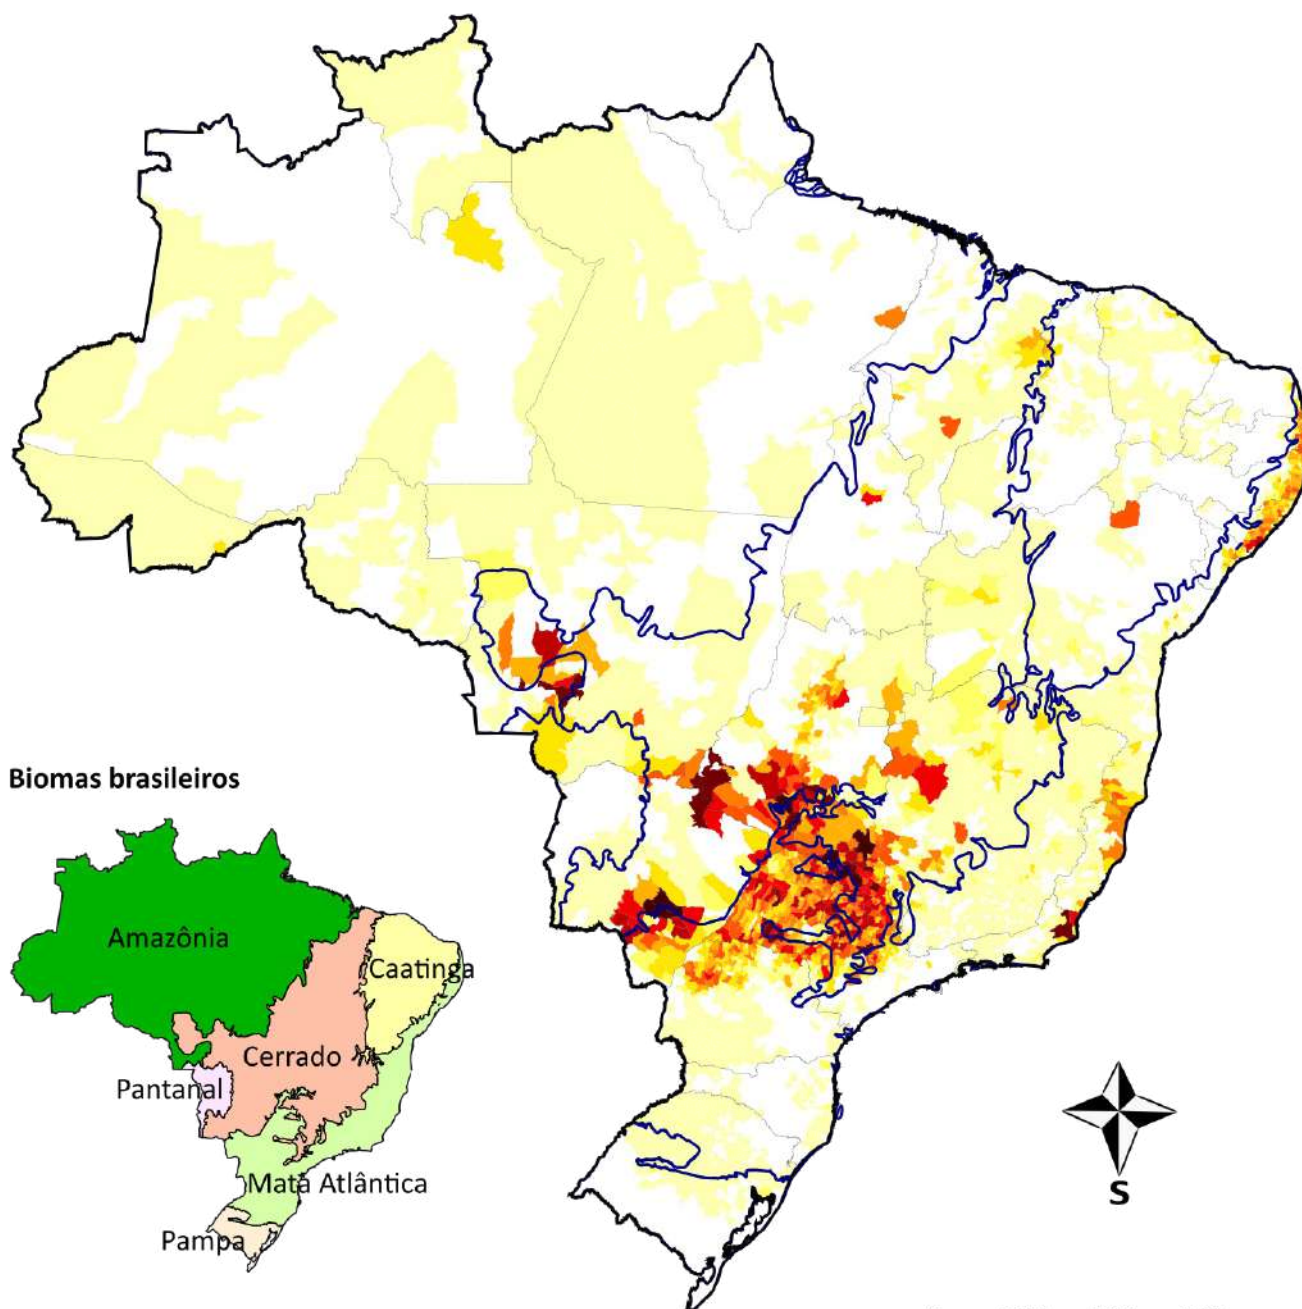 Biomas brasileiros
Amazônia
Caatinga
Cerrado
Pantanal
Mata Atlântica
Pampa
S